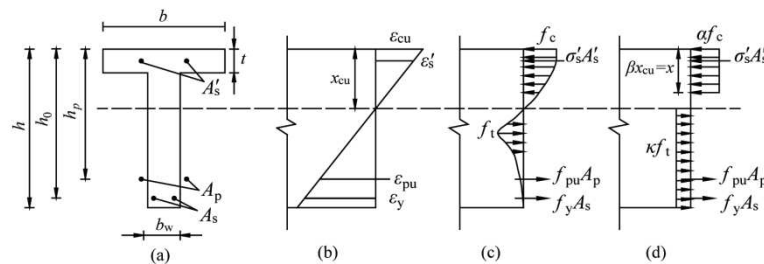 b
t
A′s
h
h0
hp
Ap
As
bw
(a)
εcu
ε′s
xcu
εpu
εy
(b)
fc
σ′sA′s
ft
fpuAp
fyAs
(c)
αfc
σ′sA′s
βxcu=x
κft
fpuAp
fyAs
(d)